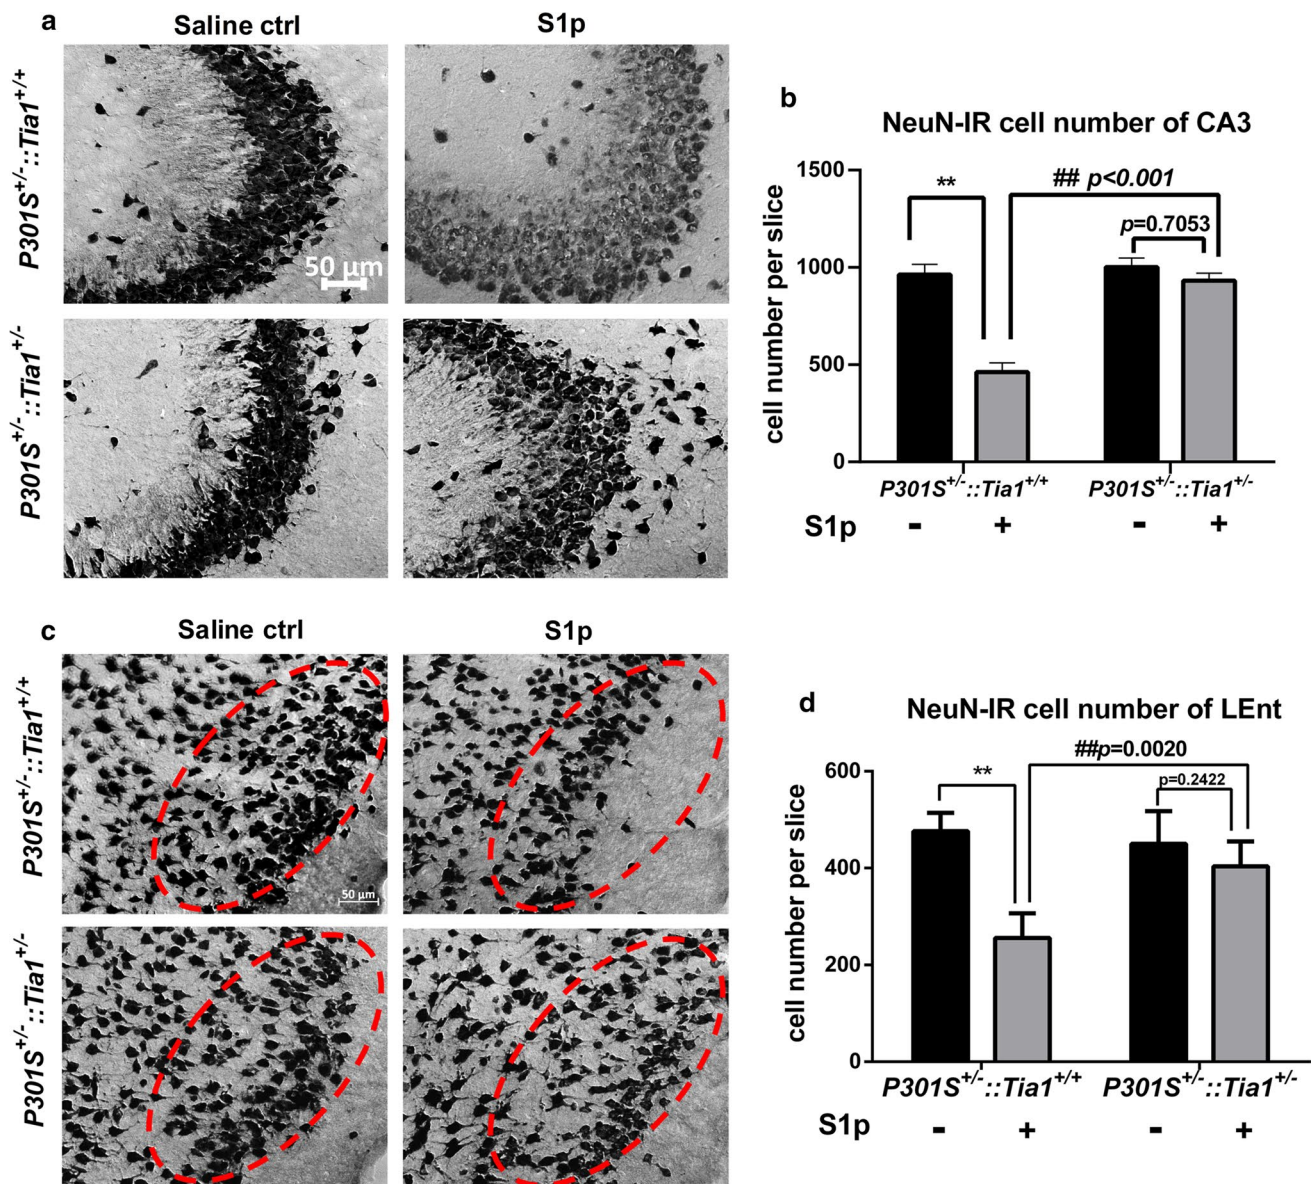 a
Saline ctrl
S1p
P301S+/-::Tia1+/+
50 µm
P301S+/-::Tia1+/-
b
NeuN-IR cell number of CA3
cell number per slice
1500
1000
500
0
**
## p<0.001
p=0.7053
P301S+/-::Tia1+/+
P301S+/-::Tia1+/-
S1p - + - +
c
Saline ctrl
S1p
P301S+/-::Tia1+/+
50 µm
P301S+/-::Tia1+/-
d
NeuN-IR cell number of LEnt
cell number per slice
600
400
200
0
**
##p=0.0020
p=0.2422
P301S+/-::Tia1+/+
P301S+/-::Tia1+/-
S1p - + - +